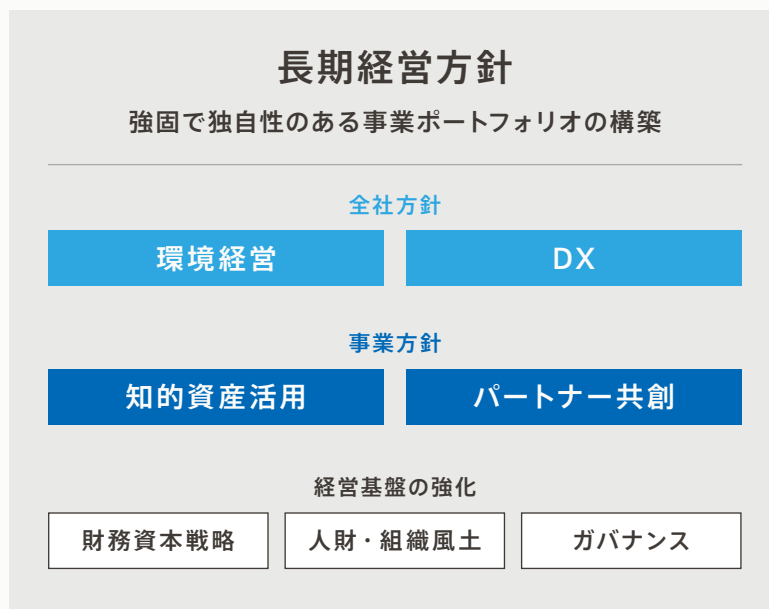 長期経営方針
強固で独自性のある事業ポートフォリオの構築
全社方針
環境経営
DX
事業方針
知的資産活用
パートナー共創
経営基盤の強化
財務資本戦略
人財・組織風土
ガバナンス